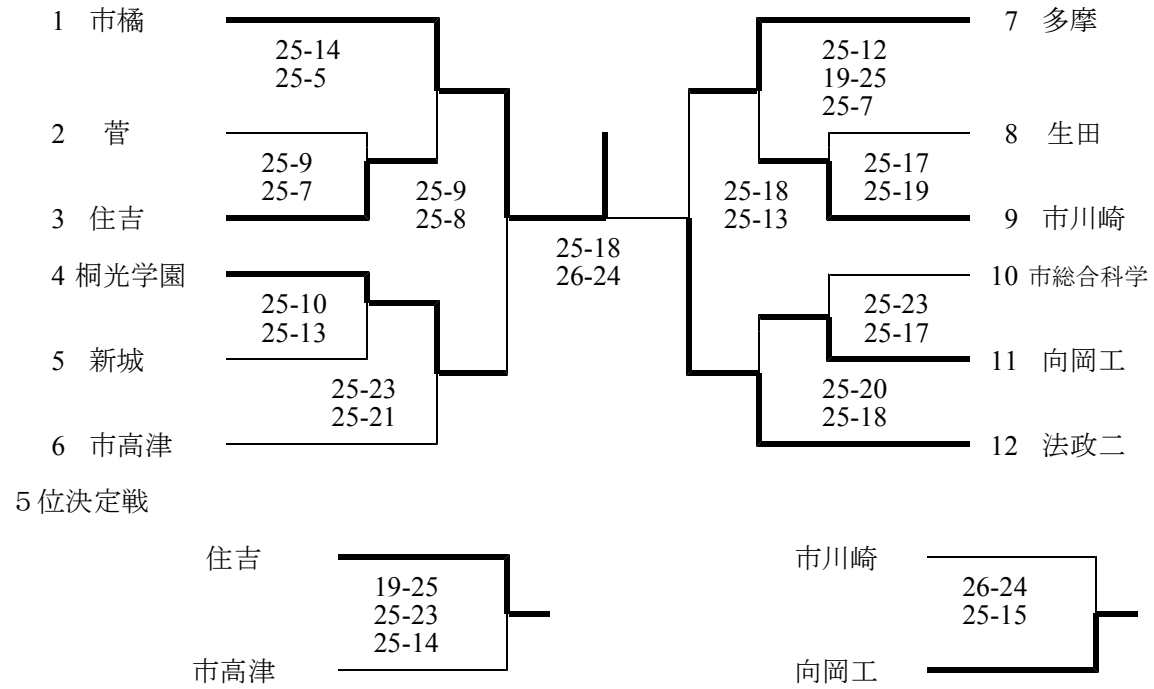 1 市橘
25-14
25-5
2 菅
25-9
25-7
3 住吉
25-9
25-8
4 桐光学園
25-10
25-13
5 新城
25-23
25-21
6 市高津
25-18
26-24
7 多摩
25-12
19-25
25-7
8 生田
25-17
25-19
25-18
25-13
9 市川崎
10 市総合科学
25-23
25-17
11 向岡工
25-20
25-18
12 法政二
５位決定戦
住吉
19-25
25-23
25-14
市高津
市川崎
26-24
25-15
向岡工